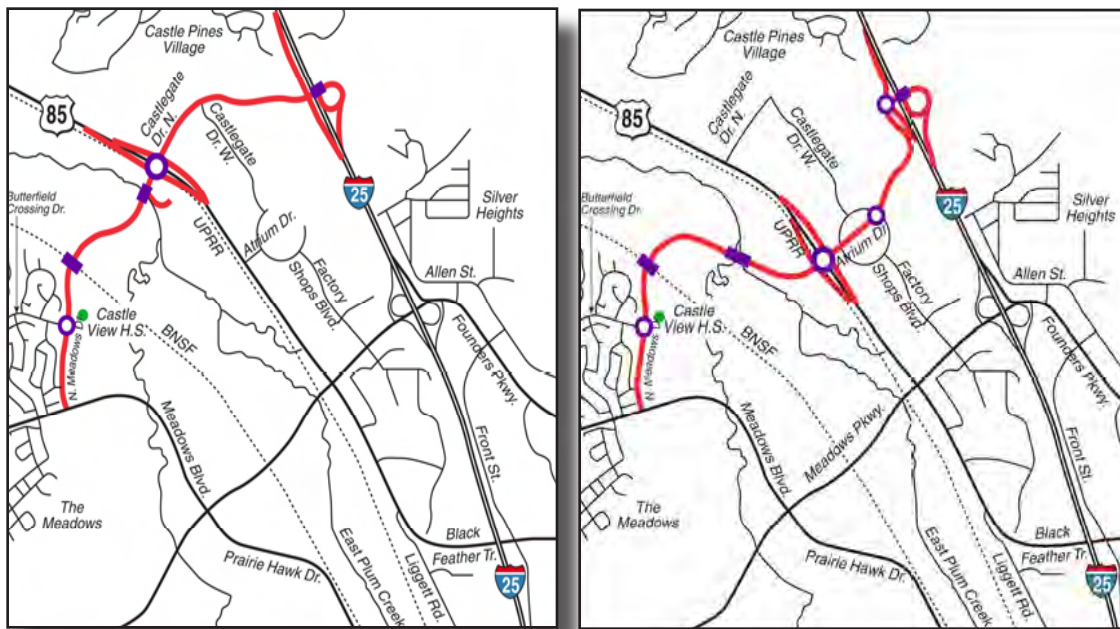 Castle Pines
Village
85
Castlegate
Dr. N.
Castlegate
Dr. W.
25
Silver
Heights
Butterfield
Crossing Dr.
UPRR
Atrium Dr.
Allen St.
Factory
Shops Blvd.
Castle
View H.S.
N. Meadows D
BNSF
Founders Pkwy.
Meadows Blvd.
Front St.
The
Meadows
Black
Feather Tr.
Prairie Hawk Dr.
East Plum Creek
Liggett Rd.
25
Castle Pines
Village
85
Castlegate
Dr. N.
Castlegate
Dr. W.
25
Silver
Heights
Butterfield
Crossing Dr.
UPRR
Atrium Dr.
Allen St.
Factory
Shops Blvd.
Castle
View H.S.
N. Meadows D
BNSF
Founders
Pkwy.
Meadows Blvd.
Meadows Pkwy.
Front St.
The
Meadows
Black
Feather Tr.
Prairie Hawk Dr.
East Plum Creek
Liggett Rd.
25